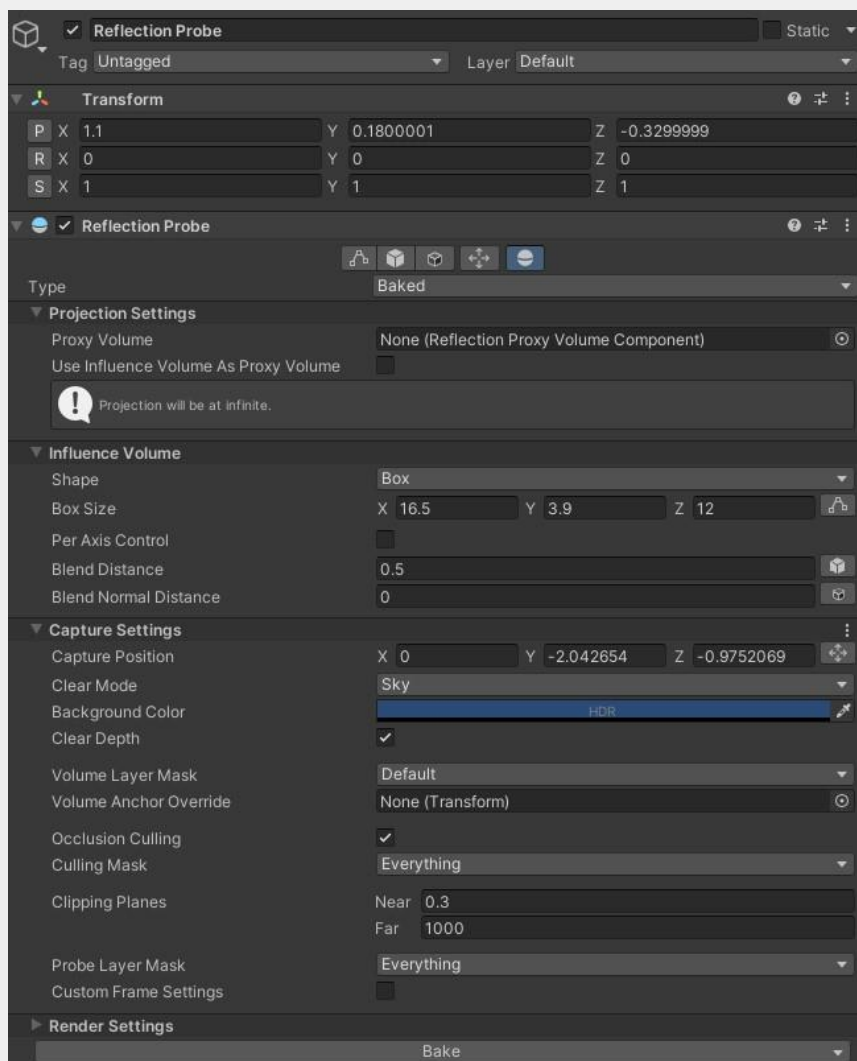 Reflection Probe Static
Tag Untagged Layer Default
Transform
P X 1.1 Y 0.1800001 Z -0.3299999
R X 0 Y 0 Z 0
S X 1 Y 1 Z 1
Reflection Probe
Type Baked
Projection Settings
Proxy Volume None (Reflection Proxy Volume Component)
Use Influence Volume As Proxy Volume
Projection will be at infinite.
Influence Volume
Shape Box
Box Size X 16.5 Y 3.9 Z 12
Per Axis Control
Blend Distance 0.5
Blend Normal Distance 0
Capture Settings
Capture Position X 0 Y -2.042654 Z -0.9752069
Clear Mode Sky
Background Color HDR
Clear Depth
Volume Layer Mask Default
Volume Anchor Override None (Transform)
Occlusion Culling
Culling Mask Everything
Clipping Planes Near 0.3
Far 1000
Probe Layer Mask Everything
Custom Frame Settings
Render Settings
Bake